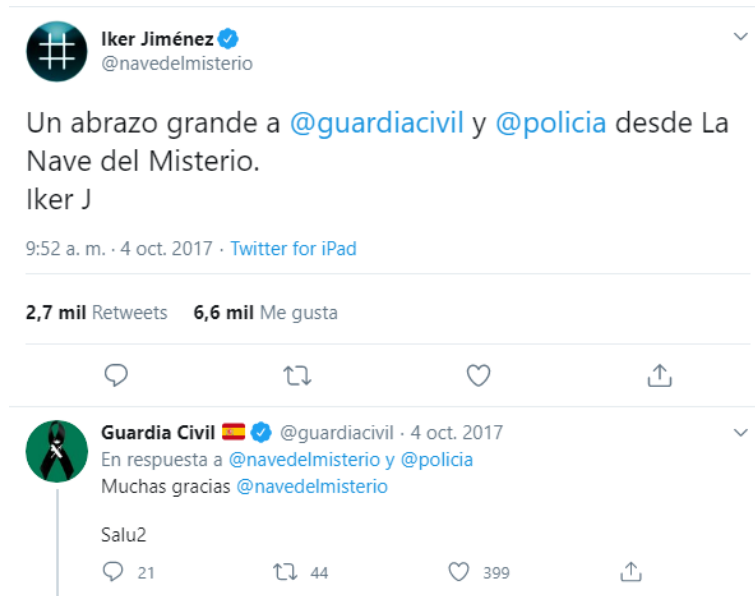 Iker Jiménez
@navedelmisterio
Un abrazo grande a @guardiacivil y @policia desde La
Nave del Misterio.
Iker J
9:52 a. m. · 4 oct. 2017 · Twitter for iPad
2,7 mil Retweets 6,6 mil Me gusta
Guardia Civil @guardiacivil · 4 oct. 2017
En respuesta a @navedelmisterio y @policia
Muchas gracias @navedelmisterio
Salu2
21 44 399